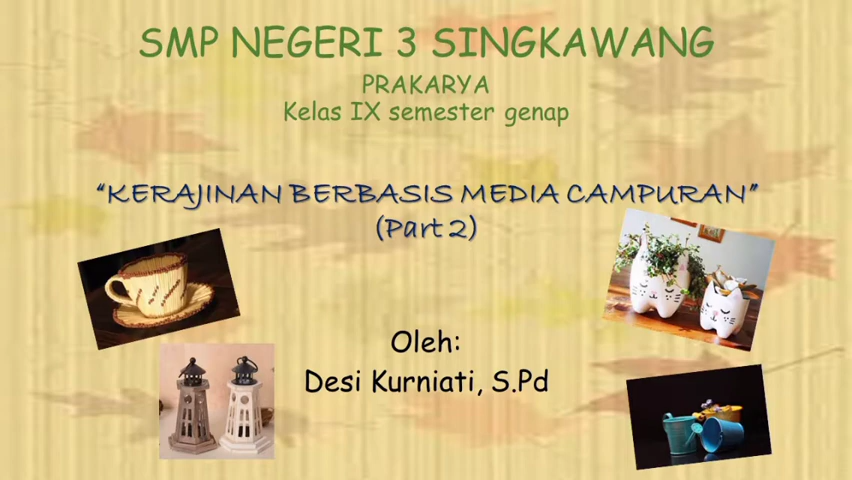 SMP NEGERI 3 SINGKAWANG
PRAKARYA
Kelas IX semester genap
“KERAJINAN BERBASIS MEDIA CAMPURAN”
(Part 2)
Oleh:
Desi Kurniati, S.Pd